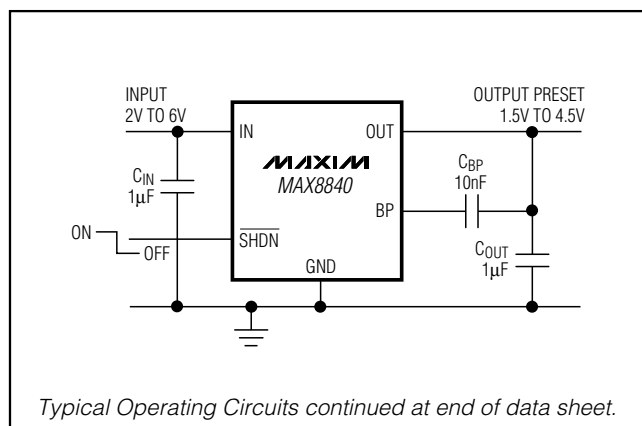 INPUT
2V TO 6V
OUTPUT PRESET
1.5V TO 4.5V
IN
OUT
MAXIM
MAX8840
CIN
1µF
CBP
10nF
BP
ON
OFF
SHDN
COUT
1µF
GND
Typical Operating Circuits continued at end of data sheet.